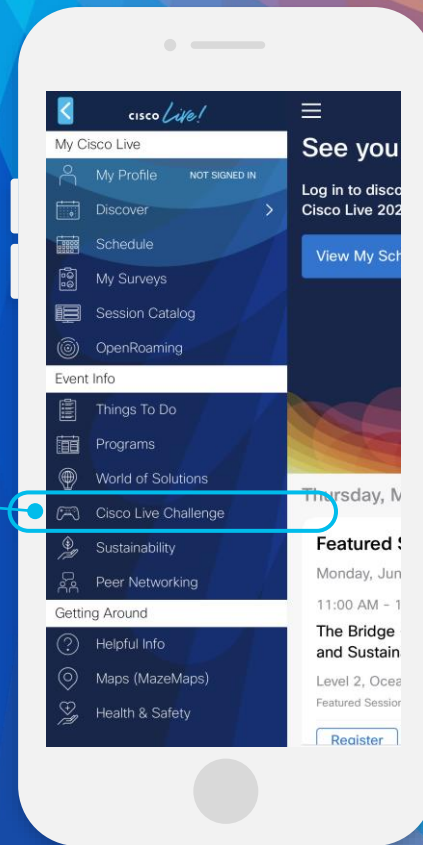 CISCO Live!
My Cisco Live
My Profile NOT SIGNED IN
Discover
Schedule
My Surveys
Session Catalog
OpenRoaming
Event Info
Things To Do
Programs
World of Solutions
Cisco Live Challenge
Sustainability
Peer Networking
Getting Around
Helpful Info
Maps (MazeMaps)
Health & Safety
See you
Log in to disco
Cisco Live 202
View My Sch
Thursday, M
Featured S
Monday, Jun
11:00 AM - 1
The Bridge
and Sustain
Level 2, Ocea
Featured Session
Register